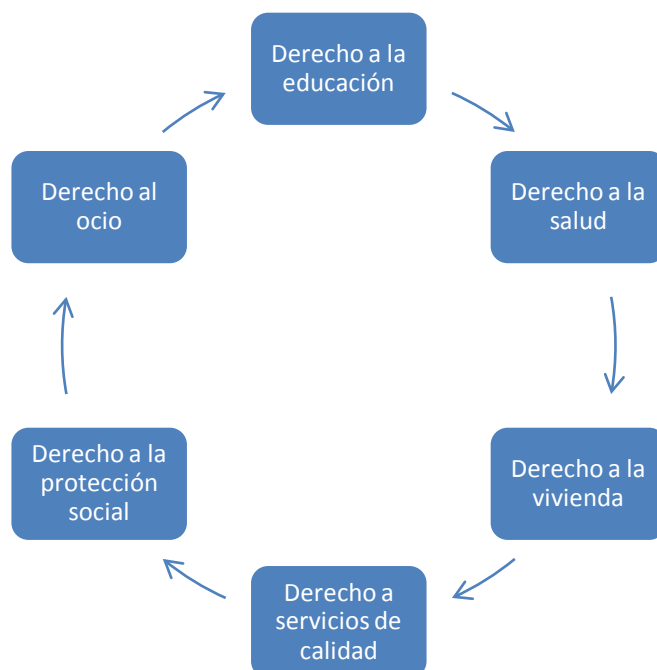 Derecho a la
educación
Derecho a la
salud
Derecho a la
vivienda
Derecho a
servicios de
calidad
Derecho a la
protección
social
Derecho al
ocio